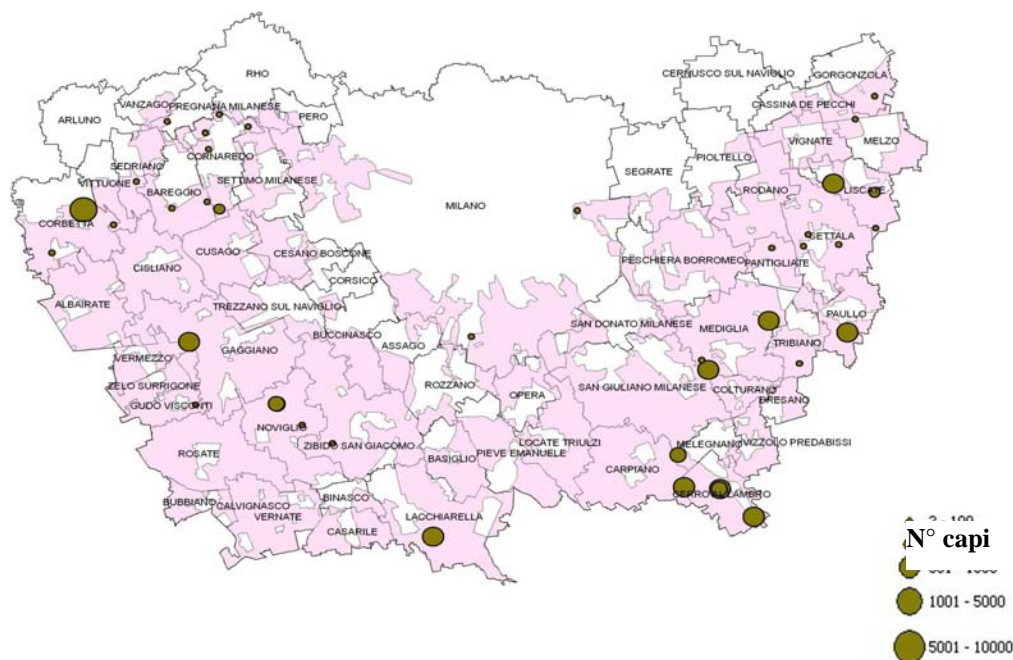 RHO
CERNUSCO SUL NAVIGLIO
GORGONZOLA
VANZAGO
PREGNANA MILANESE
ARLUNO
PERO
CASSINA DE PECCHI
VIGNATE
MELZO
SEDRIANO
CORNAREDO
PIOLTELLO
VITTUONE
BAREGGIO
SETTIMO MILANESE
SEGRATE
RODANO
LISCATE
MILANO
CORBETTA
SETTALA
CUSAGO
CESANO BOSCONE
PESCHIERA BORROMEO
PANTIGLIATE
CISLIANO
CORSICO
ALBAIRATE
TREZZANO SUL NAVIGLIO
PAULLO
SAN DONATO MILANESE
MEDIGLIA
BUCCINASCO
ASSAGO
TRIBIANO
GAGGIANO
VERMEZZO
ZELO SURRIGONE
ROZZANO
SAN GIULIANO MILANESE
COLTURANO
OPERA
DRESANO
GUDO VISCONTI
NOVIGLIO
ZIBIDO SAN GIACOMO
LOCATE TRIULZI
MELEGNANO
VIZZOLO PREDABISSI
ROSATE
BASIGLIO
PIEVE EMANUELE
CARPIANO
BINASCO
CERRO AL LAMBRO
BUBBIANO
CALVIGNASCO
VERNATE
LACCHIARELLA
CASARILE
N° capi
1001 - 5000
5001 - 10000